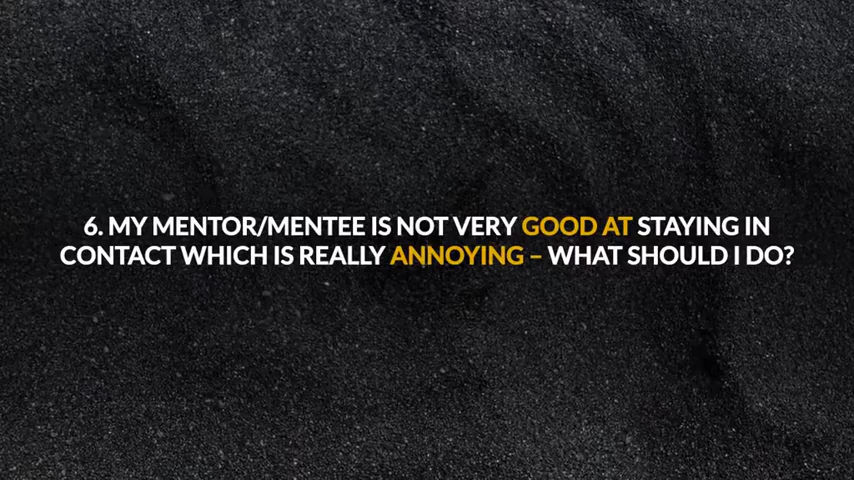 6. MY MENTOR/MENTEE IS NOT VERY GOOD AT STAYING IN
CONTACT WHICH IS REALLY ANNOYING – WHAT SHOULD I DO?